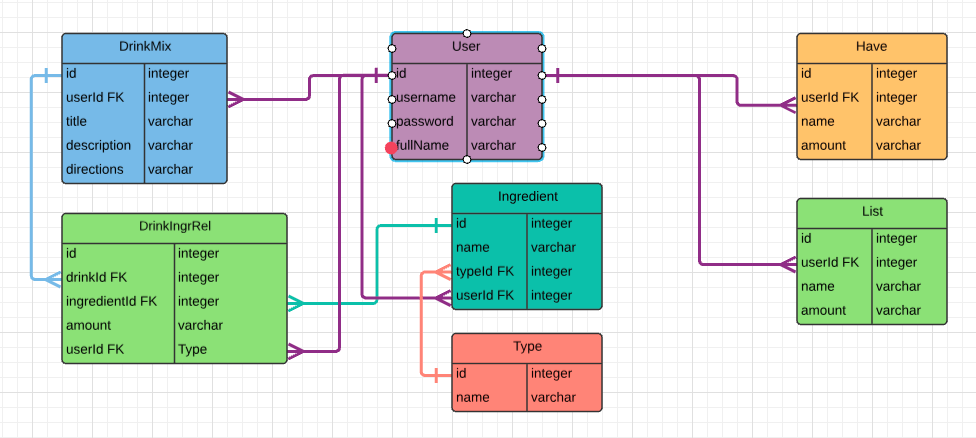 DrinkMix
id integer
userId FK integer
title varchar
description varchar
directions varchar
User
id integer
username varchar
password varchar
fullName varchar
Have
id integer
userId FK integer
name varchar
amount varchar
DrinkIngrRel
id integer
drinkId FK integer
ingredientId FK integer
amount varchar
userId FK Type
Ingredient
id integer
name varchar
typeId FK integer
userId FK integer
List
id integer
userId FK integer
name varchar
amount varchar
Type
id integer
name varchar